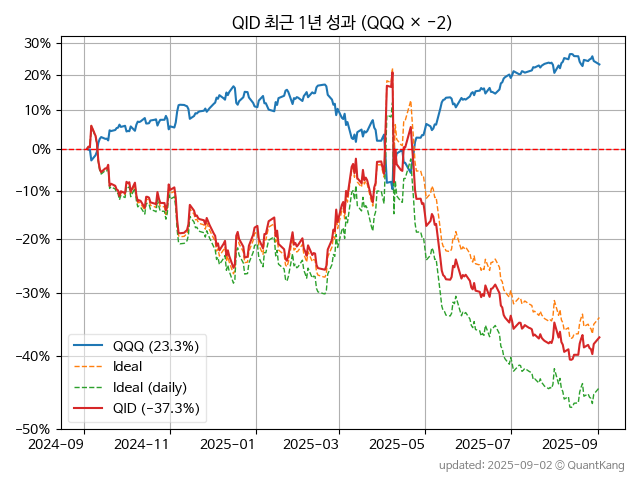 QID 최근 1년 성과 (QQQ × −2)
30%
20%
10%
0%
−10%
−20%
−30%
−40%
−50%
QQQ (23.3%)
Ideal
Ideal (daily)
QID (−37.3%)
2024-09 2024-11 2025-01 2025-03 2025-05 2025-07 2025-09
updated: 2025-09-02 © QuantKang